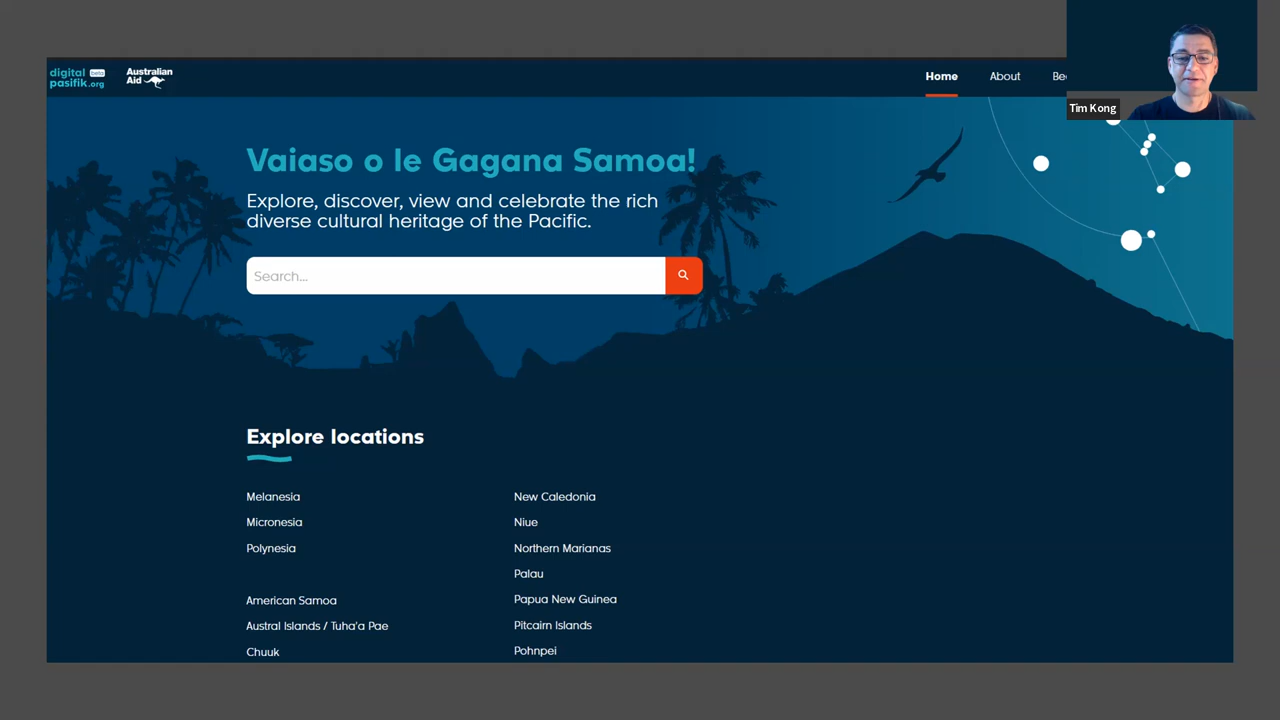 digital beta
pasifik.org
Australian
Aid
Home
About
Tim Kong
Vaiaso o le Gagana Samoa!
Explore, discover, view and celebrate the rich
diverse cultural heritage of the Pacific.
Search...
Explore locations
Melanesia
Micronesia
Polynesia
American Samoa
Austral Islands / Tuha'a Pae
Chuuk
New Caledonia
Niue
Northern Marianas
Palau
Papua New Guinea
Pitcairn Islands
Pohnpei